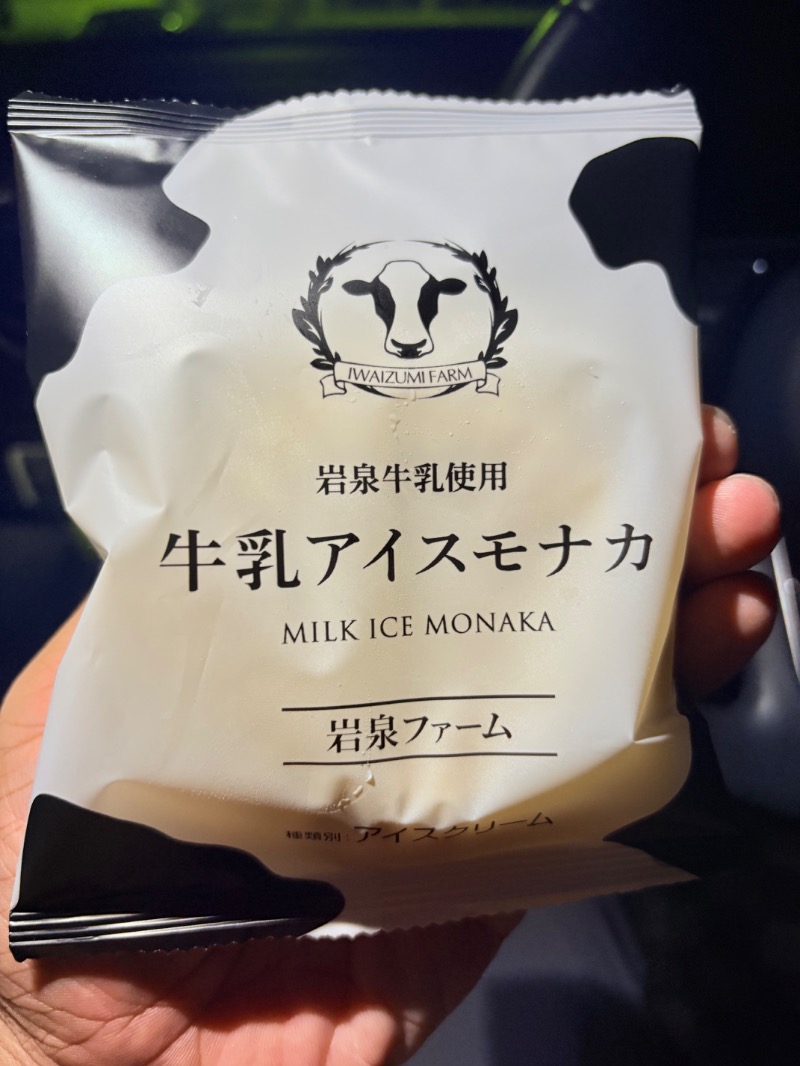 IWAIZUMI FARM
岩泉牛乳使用
牛乳アイスモナカ
MILK ICE MONAKA
岩泉ファーム
種類別:アイスクリーム